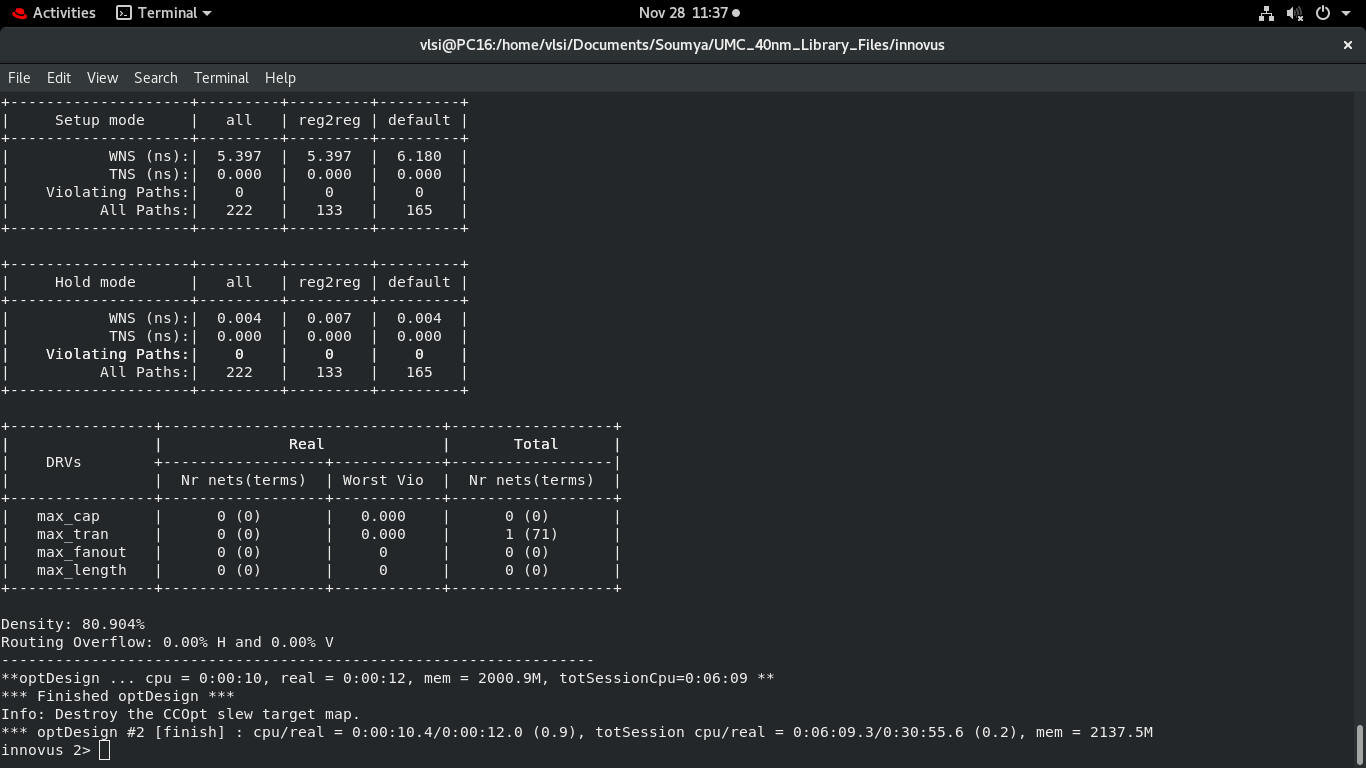 Activities Terminal Nov 28 11:37
vlsi@PC16:/home/vlsi/Documents/Soumya/UMC_40nm_Library_Files/innovus ×
File Edit View Search Terminal Help
+--------------------+---------+---------+---------+
|     Setup mode     |   all   | reg2reg | default |
+--------------------+---------+---------+---------+
|           WNS (ns):|  5.397  |  5.397  |  6.180  |
|           TNS (ns):|  0.000  |  0.000  |  0.000  |
|    Violating Paths:|    0    |    0    |    0    |
|          All Paths:|   222   |   133   |   165   |
+--------------------+---------+---------+---------+
+--------------------+---------+---------+---------+
|     Hold mode      |   all   | reg2reg | default |
+--------------------+---------+---------+---------+
|           WNS (ns):|  0.004  |  0.007  |  0.004  |
|           TNS (ns):|  0.000  |  0.000  |  0.000  |
|    Violating Paths:|    0    |    0    |    0    |
|          All Paths:|   222   |   133   |   165   |
+--------------------+---------+---------+---------+
+----------------+-------------------------------+------------------+
|                |              Real             |       Total      |
|    DRVs        +------------------+------------+------------------|
|                |  Nr nets(terms)  | Worst Vio  |  Nr nets(terms)  |
+----------------+------------------+------------+------------------+
|   max_cap      |      0 (0)       |   0.000    |      0 (0)       |
|   max_tran     |      0 (0)       |   0.000    |      1 (71)      |
|   max_fanout   |      0 (0)       |     0      |      0 (0)       |
|   max_length   |      0 (0)       |     0      |      0 (0)       |
+----------------+------------------+------------+------------------+
Density: 80.904%
Routing Overflow: 0.00% H and 0.00% V
------------------------------------------------------------------
**optDesign ... cpu = 0:00:10, real = 0:00:12, mem = 2000.9M, totSessionCpu=0:06:09 **
*** Finished optDesign ***
Info: Destroy the CCOpt slew target map.
*** optDesign #2 [finish] : cpu/real = 0:00:10.4/0:00:12.0 (0.9), totSession cpu/real = 0:06:09.3/0:30:55.6 (0.2), mem = 2137.5M
innovus 2>